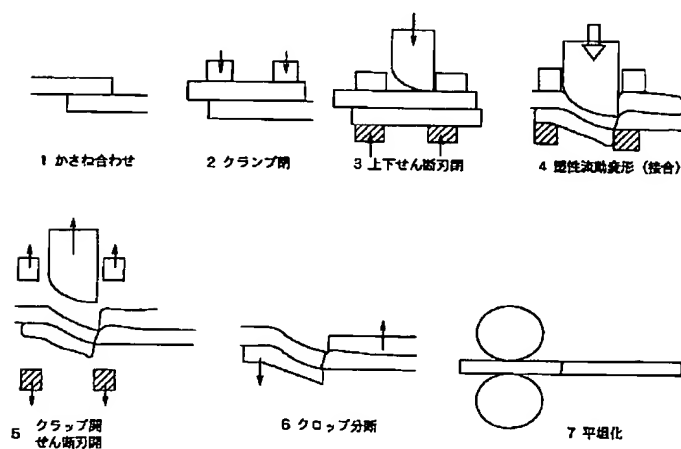 1 かさね合わせ
2 クランプ閉
3 上下せん断刃閉
4 塑性流動変形（接合）
5 クラップ開
せん断刃開
6 クロップ分断
7 平坦化